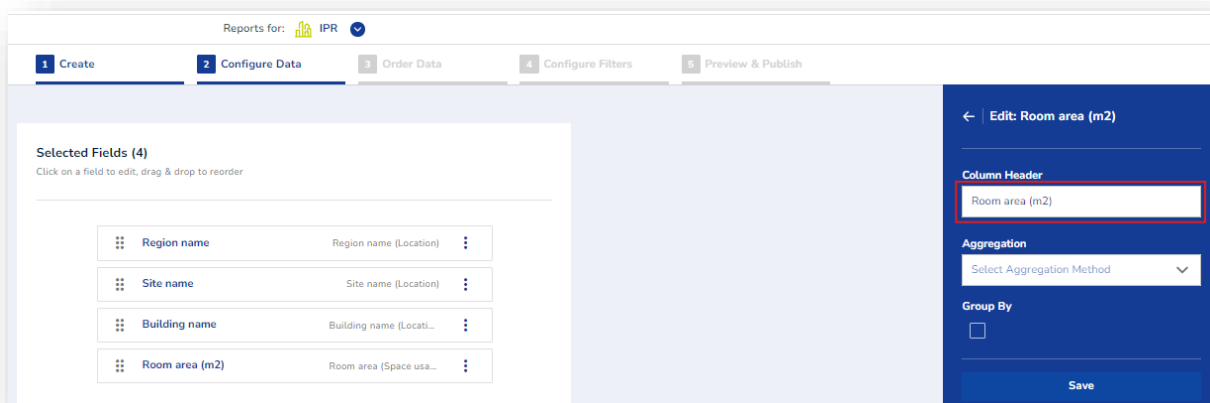 Reports for: IPR
1 Create 2 Configure Data 3 Order Data 4 Configure Filters 5 Preview & Publish
Selected Fields (4)
Click on a field to edit, drag & drop to reorder
Region name Region name (Location)
Site name Site name (Location)
Building name Building name (Locati...
Room area (m2) Room area (Space usa...
Edit: Room area (m2)
Column Header
Room area (m2)
Aggregation
Select Aggregation Method
Group By
Save